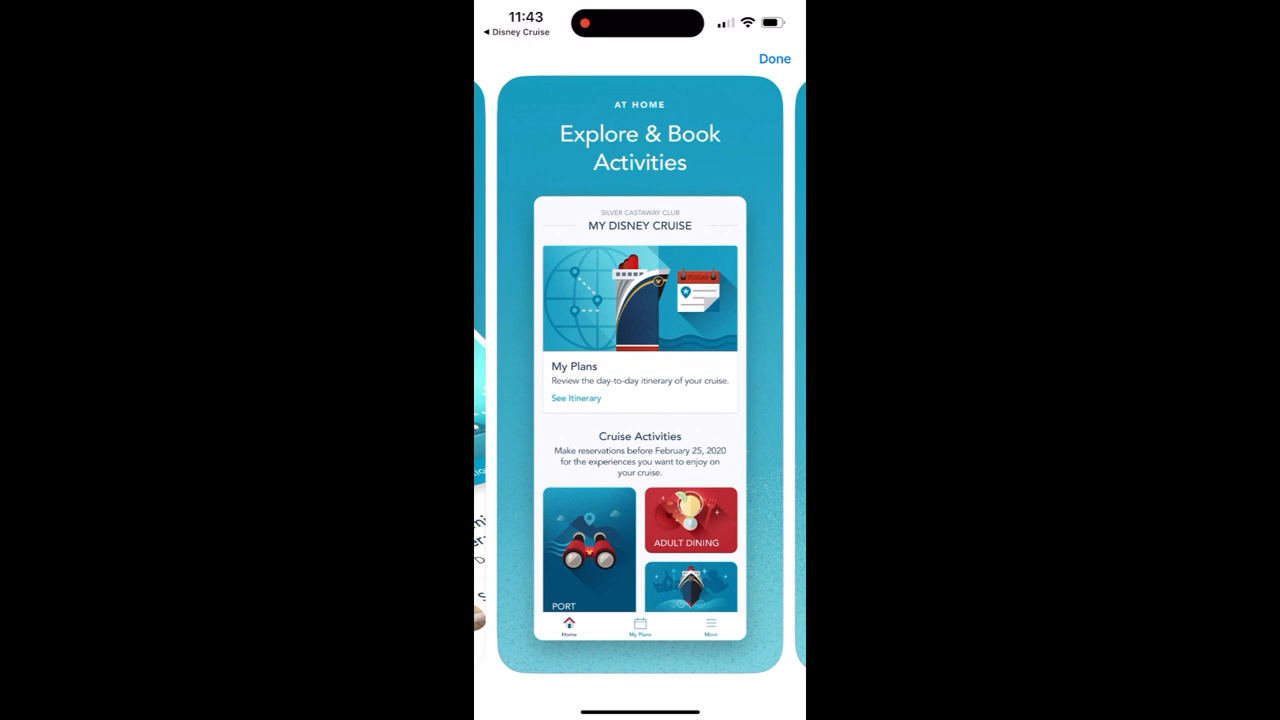 11:43
◀ Disney Cruise
Done
AT HOME
Explore & Book
Activities
SILVER CASTAWAY CLUB
MY DISNEY CRUISE
TODAY
My Plans
Review the day-to-day itinerary of your cruise.
See Itinerary
Cruise Activities
Make reservations before February 25, 2020
for the experiences you want to enjoy on
your cruise.
ADULT DINING
PORT
Home
My Plans
More